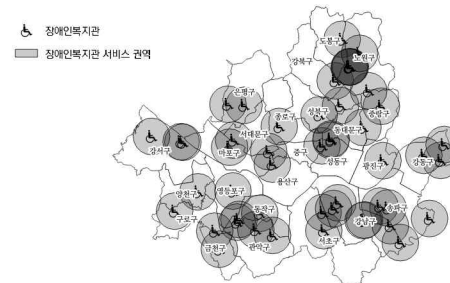 장애인복지관
장애인복지관 서비스 권역
도봉구
노원구
강북구
은평구
성북구
중랑구
종로구
동대문구
서대문구
강서구
마포구
중구
성동구
광진구
강동구
용산구
양천구
영등포구
구로구
동작구
송파구
강남구
서초구
금천구
관악구